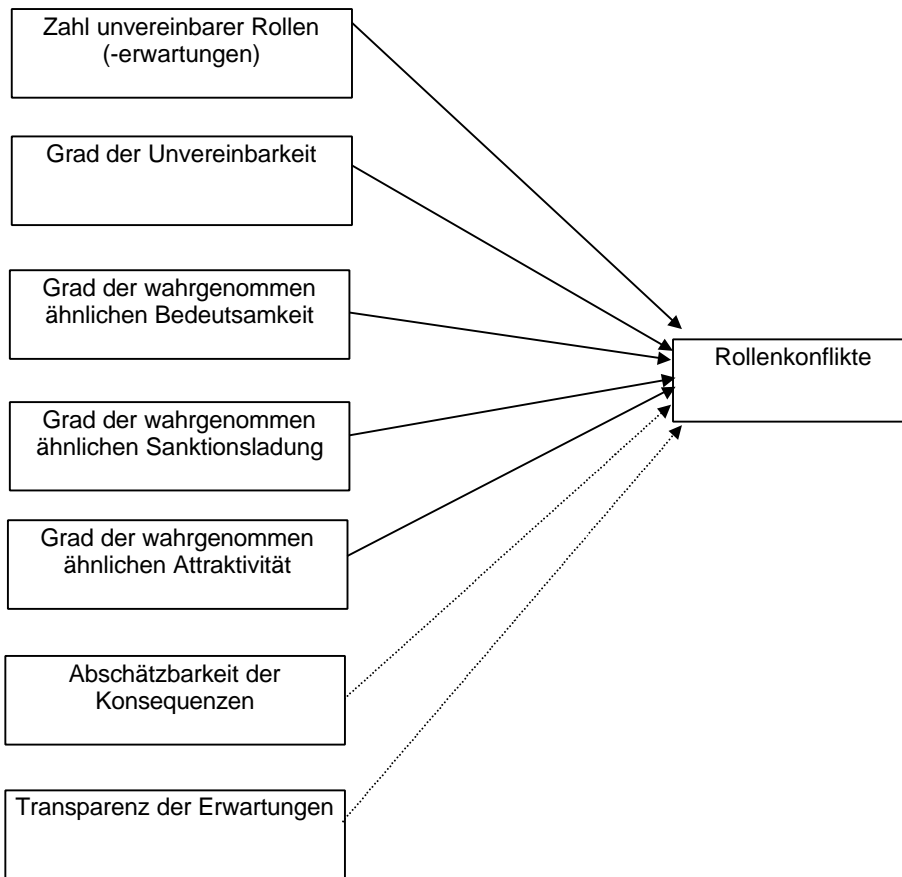 Zahl unvereinbarer Rollen
(-erwartungen)
Grad der Unvereinbarkeit
Grad der wahrgenommen
ähnlichen Bedeutsamkeit
Rollenkonflikte
Grad der wahrgenommen
ähnlichen Sanktionsladung
Grad der wahrgenommen
ähnlichen Attraktivität
Abschätzbarkeit der
Konsequenzen
Transparenz der Erwartungen